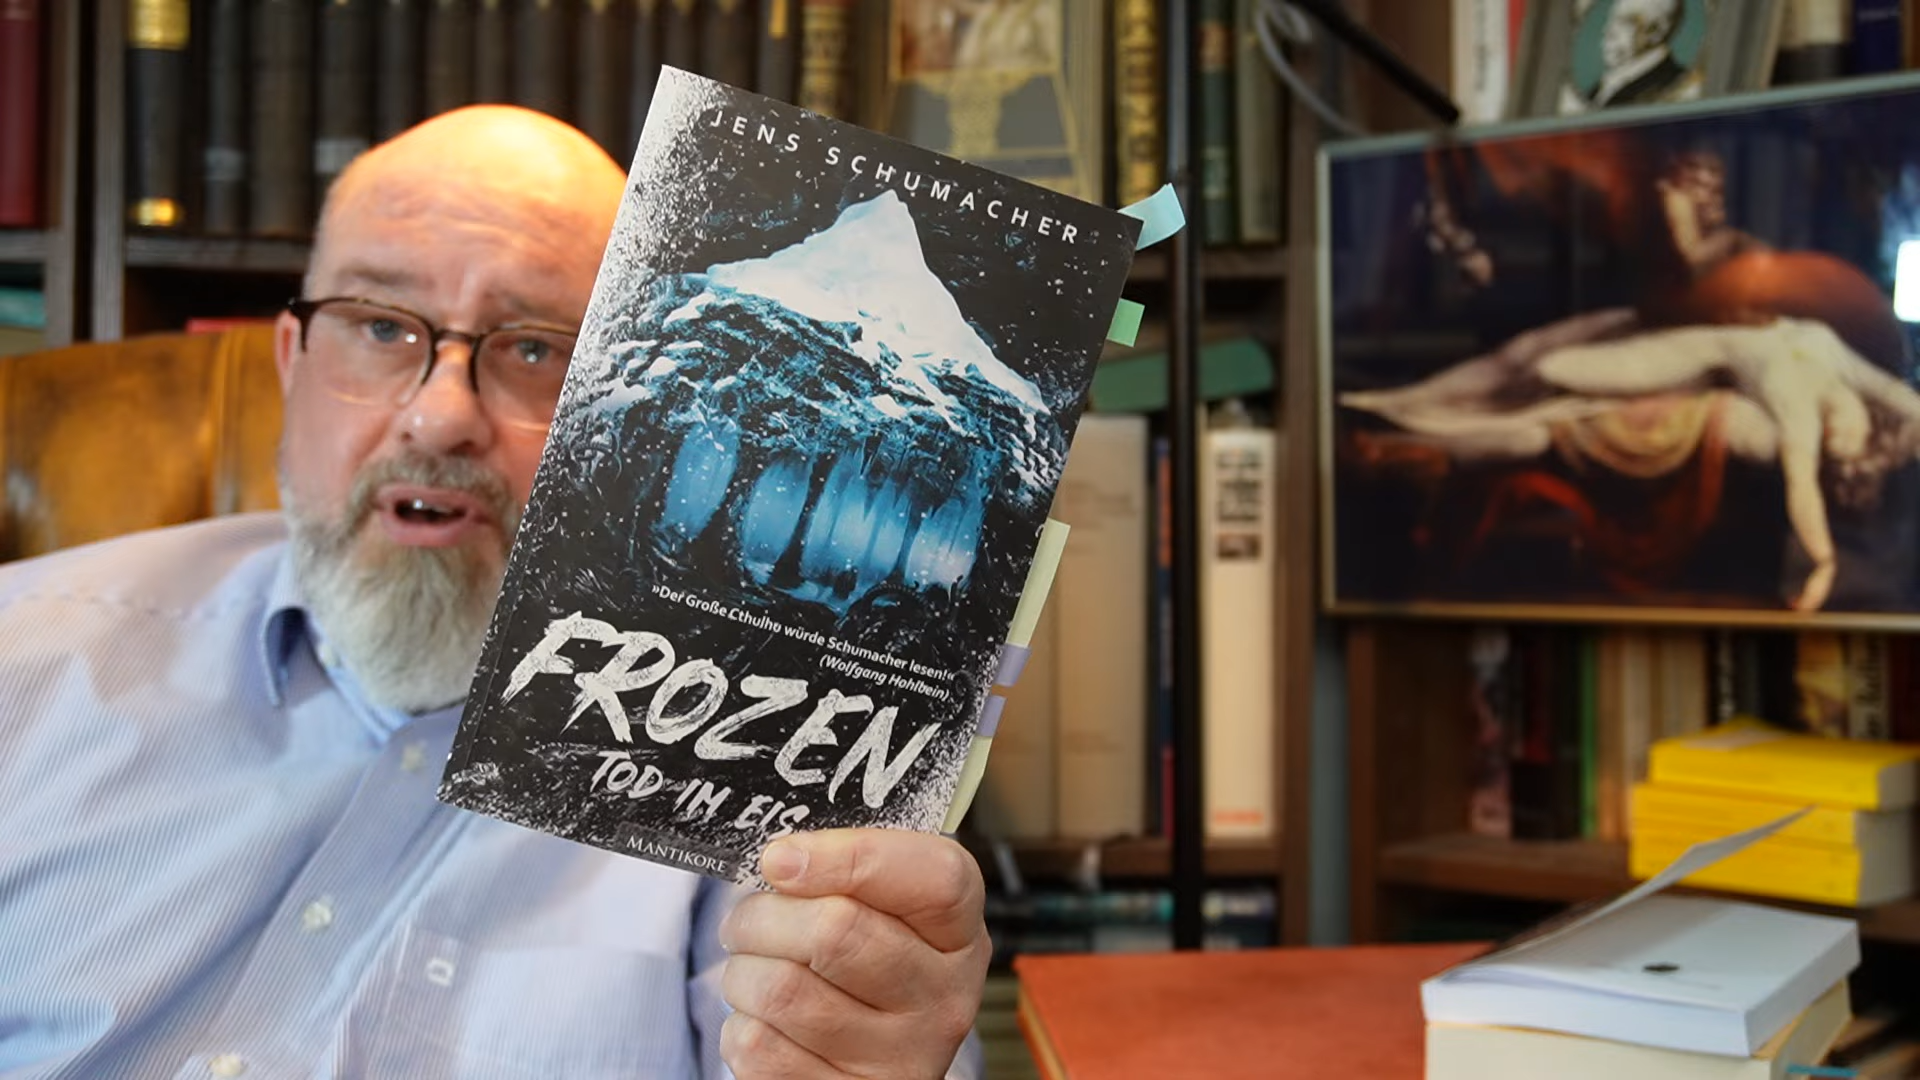 JENS SCHUMACHER
»Der Große Cthulhu würde Schumacher lesen!«
(Wolfgang Hohlbein)
FROZEN
TOD IM EIS
MANTIKORE